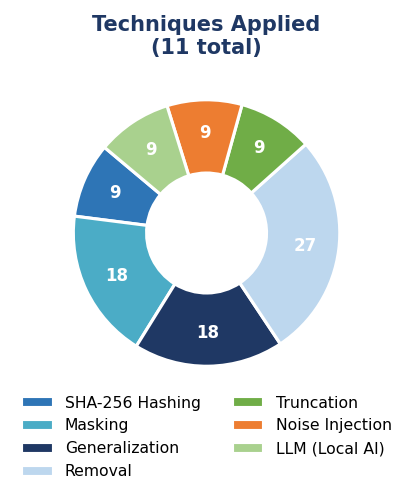 Techniques Applied
(11 total)
9
9
9
9
27
18
18
SHA-256 Hashing
Masking
Generalization
Removal
Truncation
Noise Injection
LLM (Local AI)